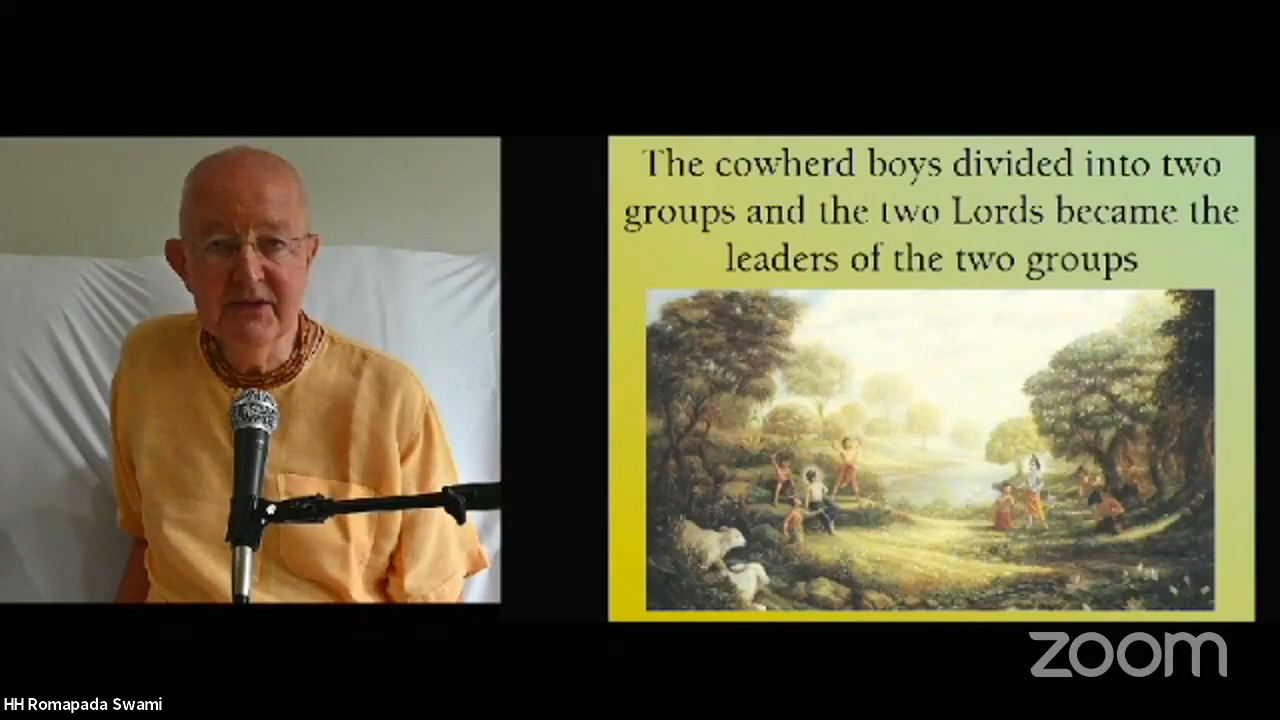 The cowherd boys divided into two
groups and the two Lords became the
leaders of the two groups
zoom
HH Romapada Swami